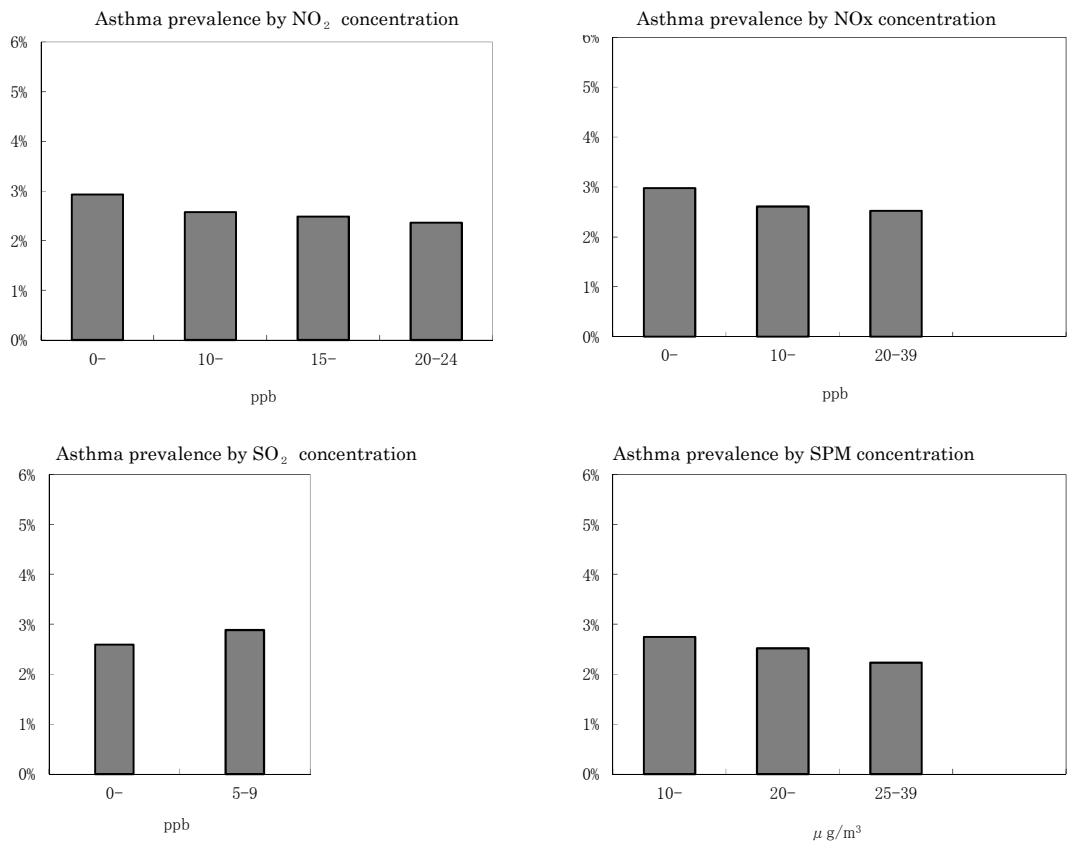 Asthma prevalence by NO₂ concentration
6%
5%
4%
3%
2%
1%
0%
0- 10- 15- 20-24
ppb
Asthma prevalence by NOx concentration
6%
5%
4%
3%
2%
1%
0%
0- 10- 20-39
ppb
Asthma prevalence by SO₂ concentration
6%
5%
4%
3%
2%
1%
0%
0- 5-9
ppb
Asthma prevalence by SPM concentration
6%
5%
4%
3%
2%
1%
0%
10- 20- 25-39
μ g/m³